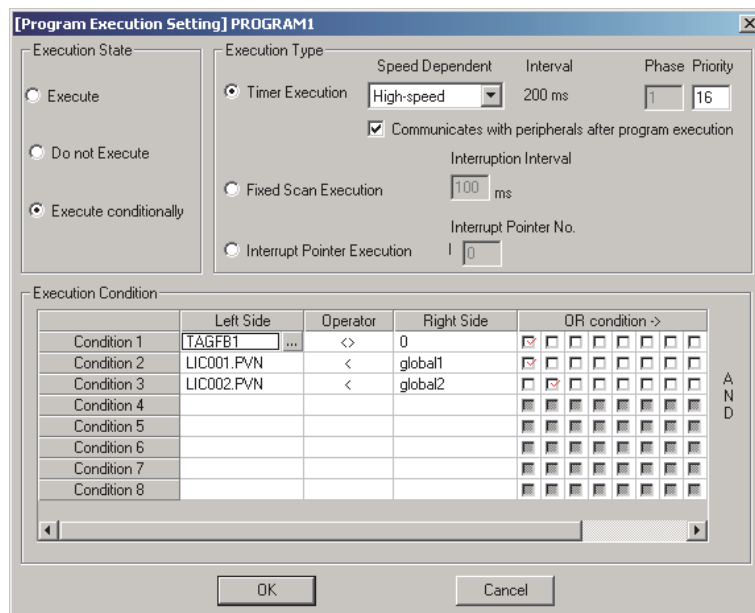 [Program Execution Setting] PROGRAM1
Execution State
Execute
Do not Execute
Execute conditionally
Execution Type
Speed Dependent Interval Phase Priority
Timer Execution High-speed 200 ms 1 16
Communicates with peripherals after program execution
Interruption Interval
Fixed Scan Execution 100 ms
Interrupt Pointer No.
Interrupt Pointer Execution I 0
Execution Condition
Left Side Operator Right Side OR condition ->
Condition 1 TAGFB1 ... <> 0
Condition 2 LIC001.PVN < global1
Condition 3 LIC002.PVN < global2
Condition 4
Condition 5
Condition 6
Condition 7
Condition 8
AND
OK Cancel